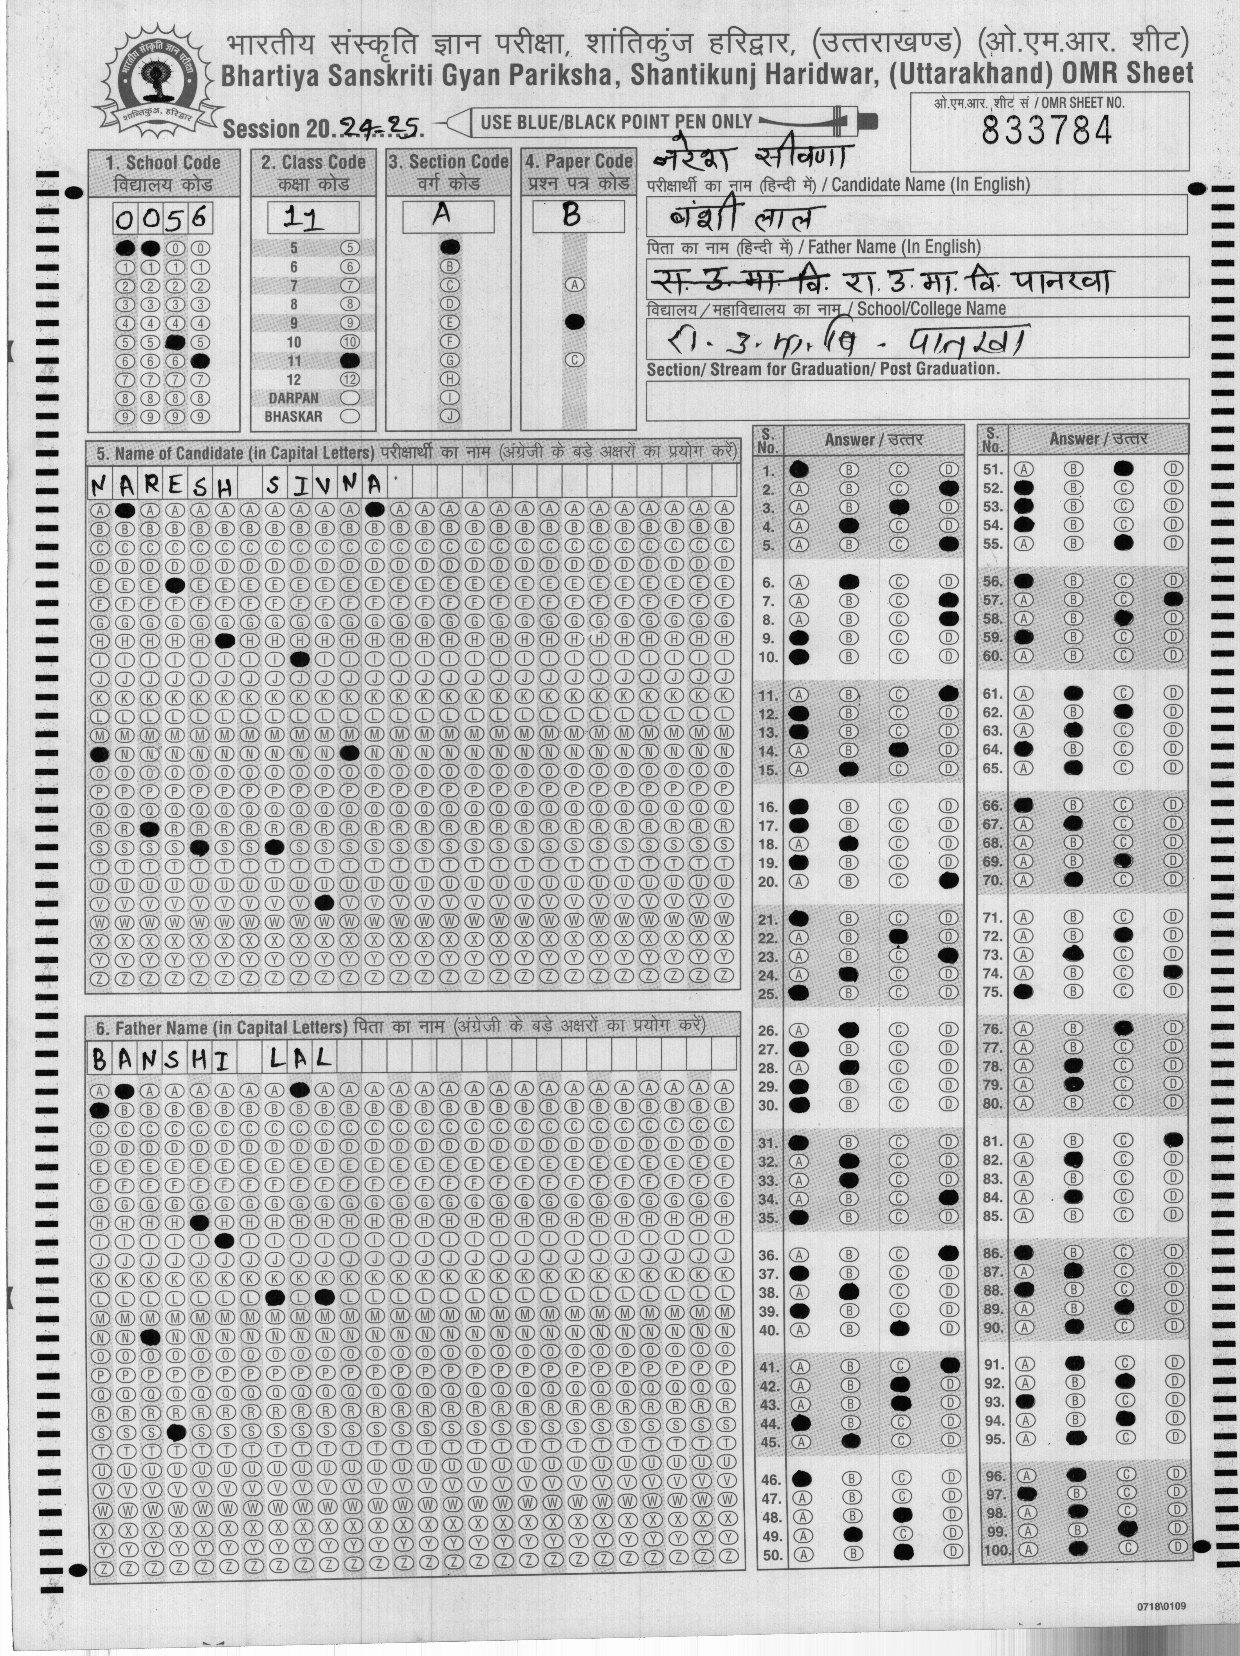 भारतीय संस्कृति ज्ञान परीक्षा, शांतिकुंज हरिद्वार, (उत्तराखण्ड) (ओ.एम.आर. शीट)
Bhartiya Sanskriti Gyan Pariksha, Shantikunj Haridwar, (Uttarakhand) OMR Sheet
Session 20..24-25.
USE BLUE/BLACK POINT PEN ONLY
ओ.एम.आर. शीट सं / OMR SHEET NO.
833784
1. School Code
विद्यालय कोड
0056
2. Class Code
कक्षा कोड
11
5
6
7
8
9
10
11
12
DARPAN
BHASKAR
3. Section Code
वर्ग कोड
A
4. Paper Code
प्रश्न पत्र कोड
B
नरेश सीवणा
परीक्षार्थी का नाम (हिन्दी में) / Candidate Name (In English)
बंशी लाल
पिता का नाम (हिन्दी में) / Father Name (In English)
रा. उ. मा. वि. रा. उ. मा. वि. पानरवा
विद्यालय/महाविद्यालय का नाम / School/College Name
रा. उ. मा. वि. पानरवा
Section/ Stream for Graduation/ Post Graduation.
5. Name of Candidate (in Capital Letters) परीक्षार्थी का नाम (अंग्रेजी के बड़े अक्षरों का प्रयोग करें)
NARESH SIVNA
6. Father Name (in Capital Letters) पिता का नाम (अंग्रेजी के बड़े अक्षरों का प्रयोग करें)
BANSHI LAL
S. No. Answer / उत्तर
S. No. Answer / उत्तर
0718\0109